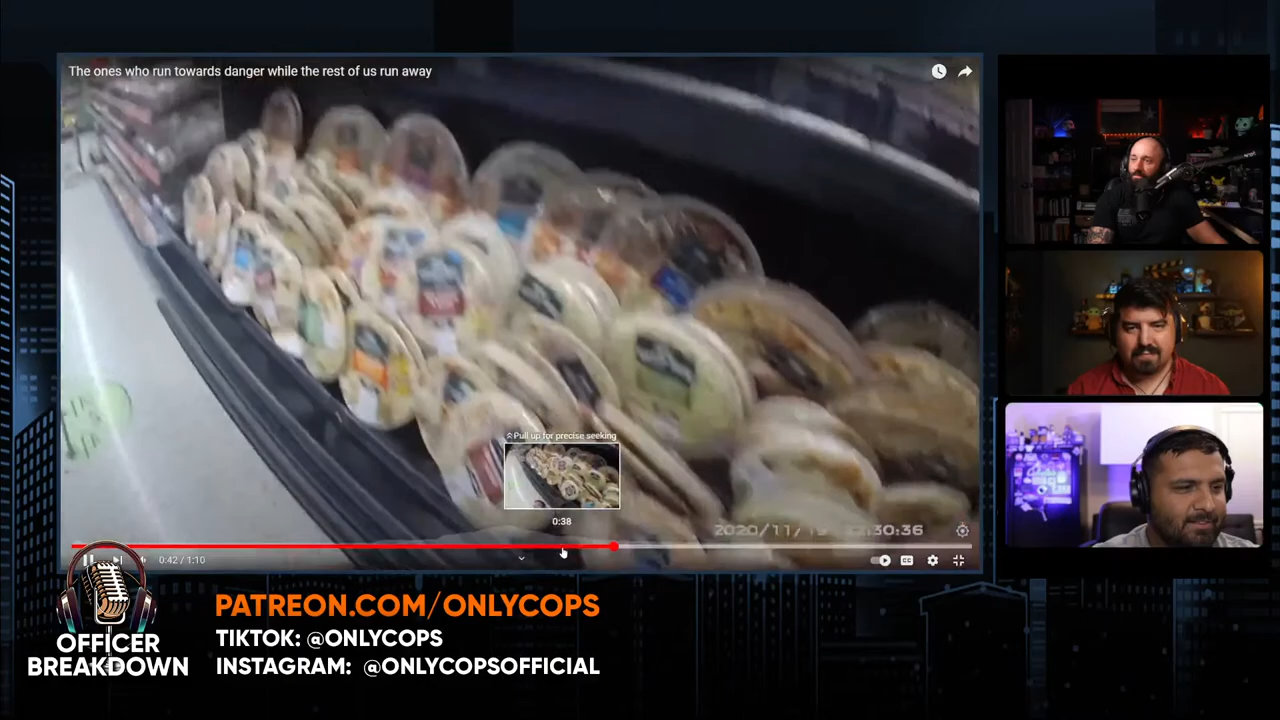 The ones who run towards danger while the rest of us run away
Pull up for precise seeking
0:38
0:42 / 1:10
CC
OFFICER
BREAKDOWN
PATREON.COM/ONLYCOPS
TIKTOK: @ONLYCOPS
INSTAGRAM: @ONLYCOPSOFFICIAL